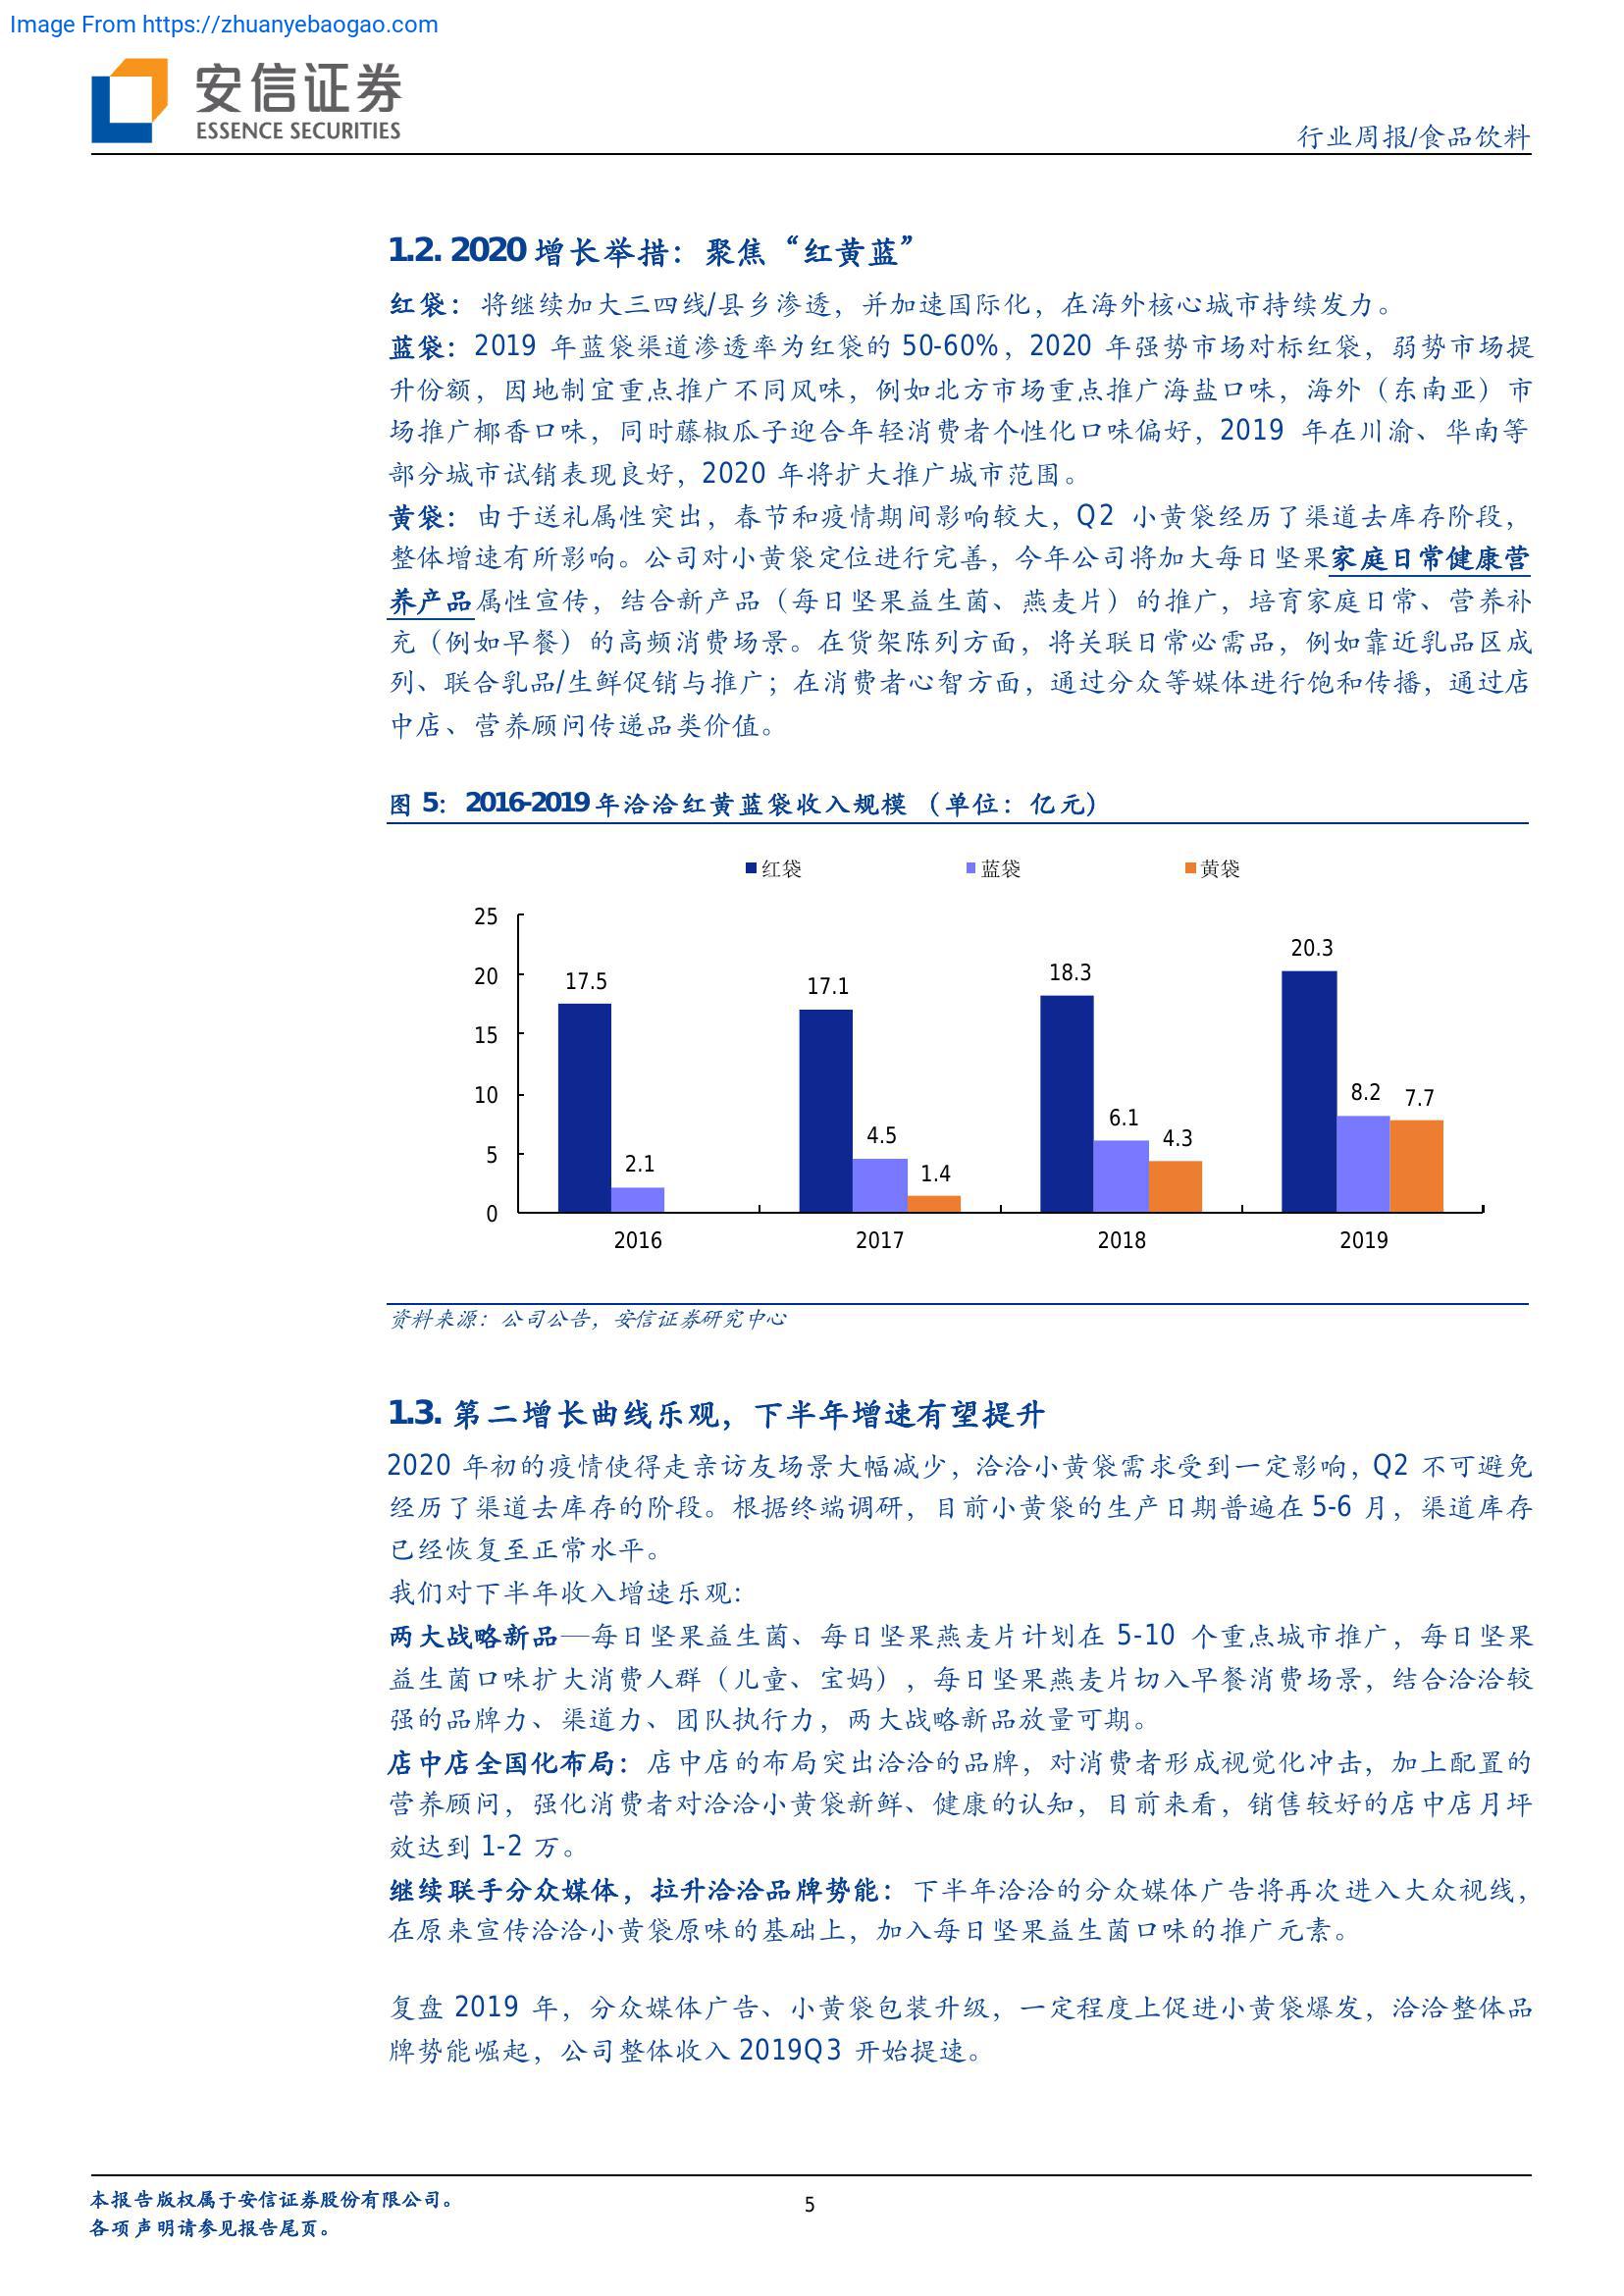 Image From https://zhuanyebaogao.com
安信证券
ESSENCE SECURITIES
行业周报/食品饮料
1.2. 2020 增长举措：聚焦“红黄蓝”
红袋：将继续加大三四线/县乡渗透，并加速国际化，在海外核心城市持续发力。
蓝袋：2019 年蓝袋渠道渗透率为红袋的 50-60%，2020 年强势市场对标红袋，弱势市场提
升份额，因地制宜重点推广不同风味，例如北方市场重点推广海盐口味，海外（东南亚）市
场推广椰香口味，同时藤椒瓜子迎合年轻消费者个性化口味偏好，2019 年在川渝、华南等
部分城市试销表现良好，2020 年将扩大推广城市范围。
黄袋：由于送礼属性突出，春节和疫情期间影响较大，Q2 小黄袋经历了渠道去库存阶段，
整体增速有所影响。公司对小黄袋定位进行完善，今年公司将加大每日坚果家庭日常健康营
养产品属性宣传，结合新产品（每日坚果益生菌、燕麦片）的推广，培育家庭日常、营养补
充（例如早餐）的高频消费场景。在货架陈列方面，将关联日常必需品，例如靠近乳品区成
列、联合乳品/生鲜促销与推广；在消费者心智方面，通过分众等媒体进行饱和传播，通过店
中店、营养顾问传递品类价值。
图 5：2016-2019 年洽洽红黄蓝袋收入规模（单位：亿元）
红袋 蓝袋 黄袋
25
20
15
10
5
0
17.5
2.1
17.1
4.5
1.4
18.3
6.1
4.3
20.3
8.2
7.7
2016 2017 2018 2019
资料来源：公司公告，安信证券研究中心
1.3. 第二增长曲线乐观，下半年增速有望提升
2020 年初的疫情使得走亲访友场景大幅减少，洽洽小黄袋需求受到一定影响，Q2 不可避免
经历了渠道去库存的阶段。根据终端调研，目前小黄袋的生产日期普遍在 5-6 月，渠道库存
已经恢复至正常水平。
我们对下半年收入增速乐观：
两大战略新品—每日坚果益生菌、每日坚果燕麦片计划在 5-10 个重点城市推广，每日坚果
益生菌口味扩大消费人群（儿童、宝妈），每日坚果燕麦片切入早餐消费场景，结合洽洽较
强的品牌力、渠道力、团队执行力，两大战略新品放量可期。
店中店全国化布局：店中店的布局突出洽洽的品牌，对消费者形成视觉化冲击，加上配置的
营养顾问，强化消费者对洽洽小黄袋新鲜、健康的认知，目前来看，销售较好的店中店月坪
效达到 1-2 万。
继续联手分众媒体，拉升洽洽品牌势能：下半年洽洽的分众媒体广告将再次进入大众视线，
在原来宣传洽洽小黄袋原味的基础上，加入每日坚果益生菌口味的推广元素。
复盘 2019 年，分众媒体广告、小黄袋包装升级，一定程度上促进小黄袋爆发，洽洽整体品
牌势能崛起，公司整体收入 2019Q3 开始提速。
本报告版权属于安信证券股份有限公司。
各项声明请参见报告尾页。
5